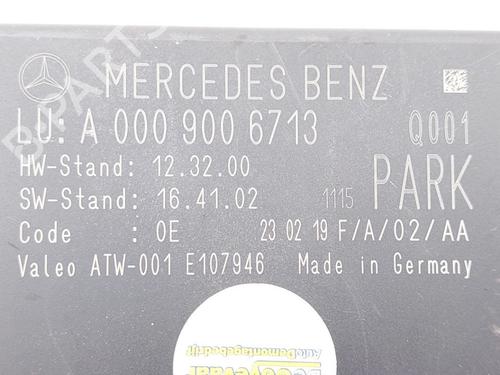 MERCEDES BENZ
LU: A 000 900 6713 Q001
HW-Stand: 12.32.00
SW-Stand: 16.41.02 1115 PARK
Code : 0E 23 02 19 F/A/02/AA
Valeo ATW-001 E107946 Made in Germany
AutoDemontagebedrijf